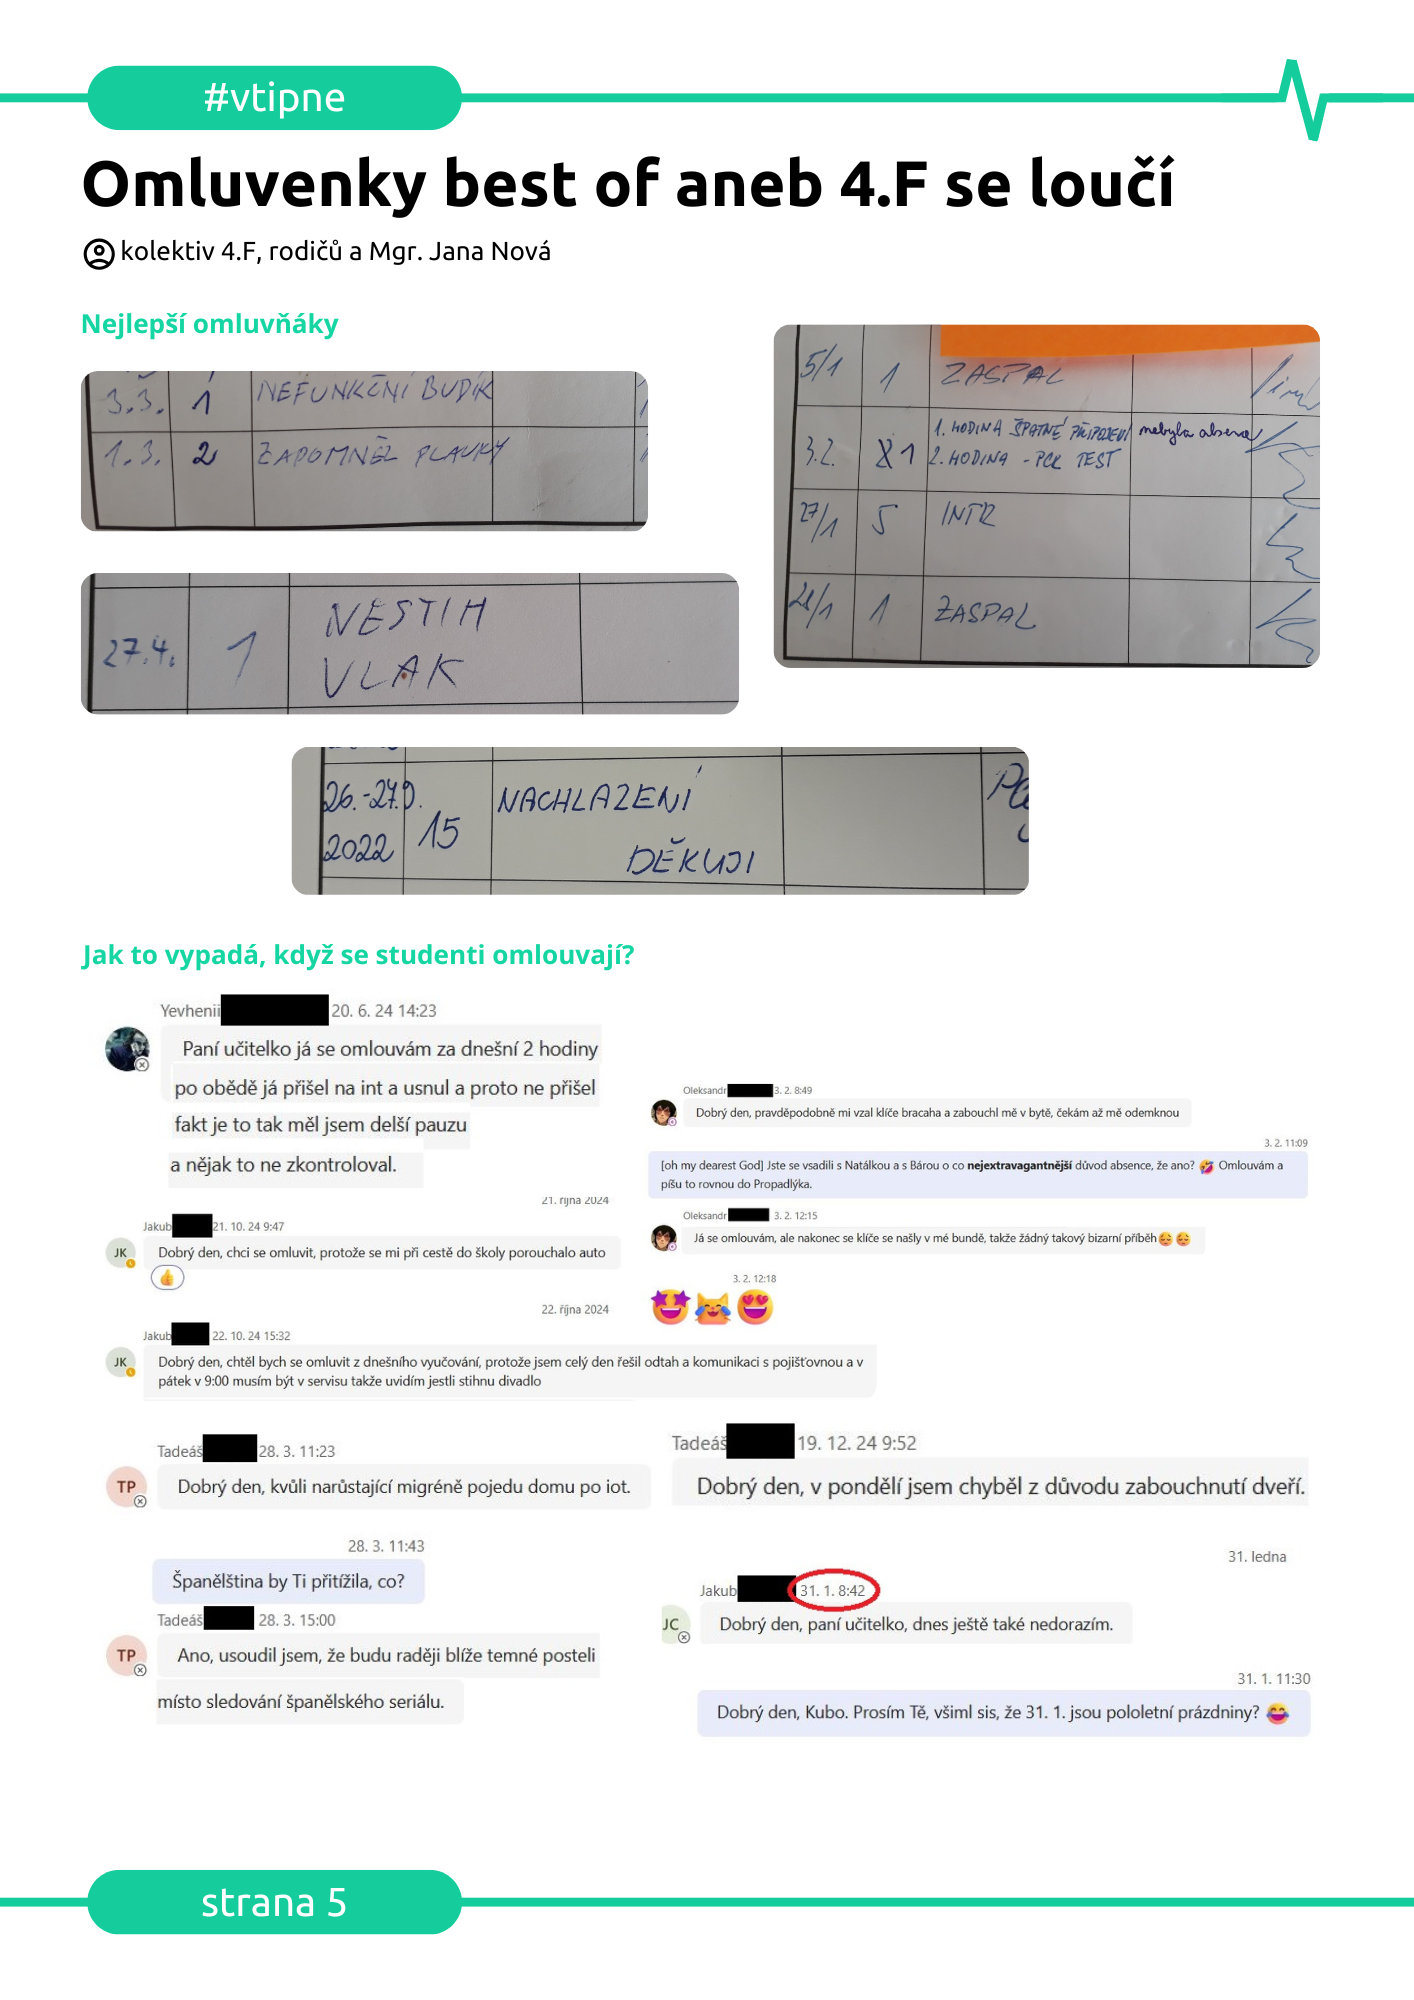 #vtipne
Omluvenky best of aneb 4.F se loučí
kolektiv 4.F, rodičů a Mgr. Jana Nová
Nejlepší omluvňáky
3.3. 1 NEFUNKČNÍ BUDÍK
1.3. 2 ZAPOMNĚL PLAVKY
5/1 1 ZASPAL
3.2. 1 1. HODINA ŠPATNÉ PŘIPOJENÍ nebyla absence
2. HODINA - PCR TEST
27/1 5 INTR
21/1 1 ZASPAL
27.4. 1 NESTIH
VLAK
26.-27.9. 15 NACHLAZENÍ
2022 DĚKUJI
Jak to vypadá, když se studenti omlouvají?
Yevhenii 20. 6. 24 14:23
Paní učitelko já se omlouvám za dnešní 2 hodiny
po obědě já přišel na int a usnul a proto ne přišel
fakt je to tak měl jsem delší pauzu
a nějak to ne zkontroloval.
Oleksandr 3. 2. 8:49
Dobrý den, pravděpodobně mi vzal klíče bracaha a zabouchl mě v bytě, čekám až mě odemknou
3. 2. 11:09
[oh my dearest God] Jste se vsadili s Natálkou a s Bárou o co nejextravagantnější důvod absence, že ano? 🤣 Omlouvám a
píšu to rovnou do Propadlýka.
Oleksandr 3. 2. 12:15
Já se omlouvám, ale nakonec se klíče se našly v mé bundě, takže žádný takový bizarní příběh
3. 2. 12:18
21. října 2024
Jakub 21. 10. 24 9:47
JK
Dobrý den, chci se omluvit, protože se mi při cestě do školy porouchalo auto
22. října 2024
Jakub 22. 10. 24 15:32
JK
Dobrý den, chtěl bych se omluvit z dnešního vyučování, protože jsem celý den řešil odtah a komunikaci s pojišťovnou a v
pátek v 9:00 musím být v servisu takže uvidím jestli stihnu divadlo
Tadeáš 28. 3. 11:23
TP
Dobrý den, kvůli narůstající migréně pojedu domu po iot.
28. 3. 11:43
Španělština by Ti přitížila, co?
Tadeáš 28. 3. 15:00
TP
Ano, usoudil jsem, že budu raději blíže temné posteli
místo sledování španělského seriálu.
Tadeáš 19. 12. 24 9:52
Dobrý den, v pondělí jsem chyběl z důvodu zabouchnutí dveří.
31. ledna
Jakub 31. 1. 8:42
JC
Dobrý den, paní učitelko, dnes ještě také nedorazím.
31. 1. 11:30
Dobrý den, Kubo. Prosím Tě, všiml sis, že 31. 1. jsou pololetní prázdniny? 😂
strana 5